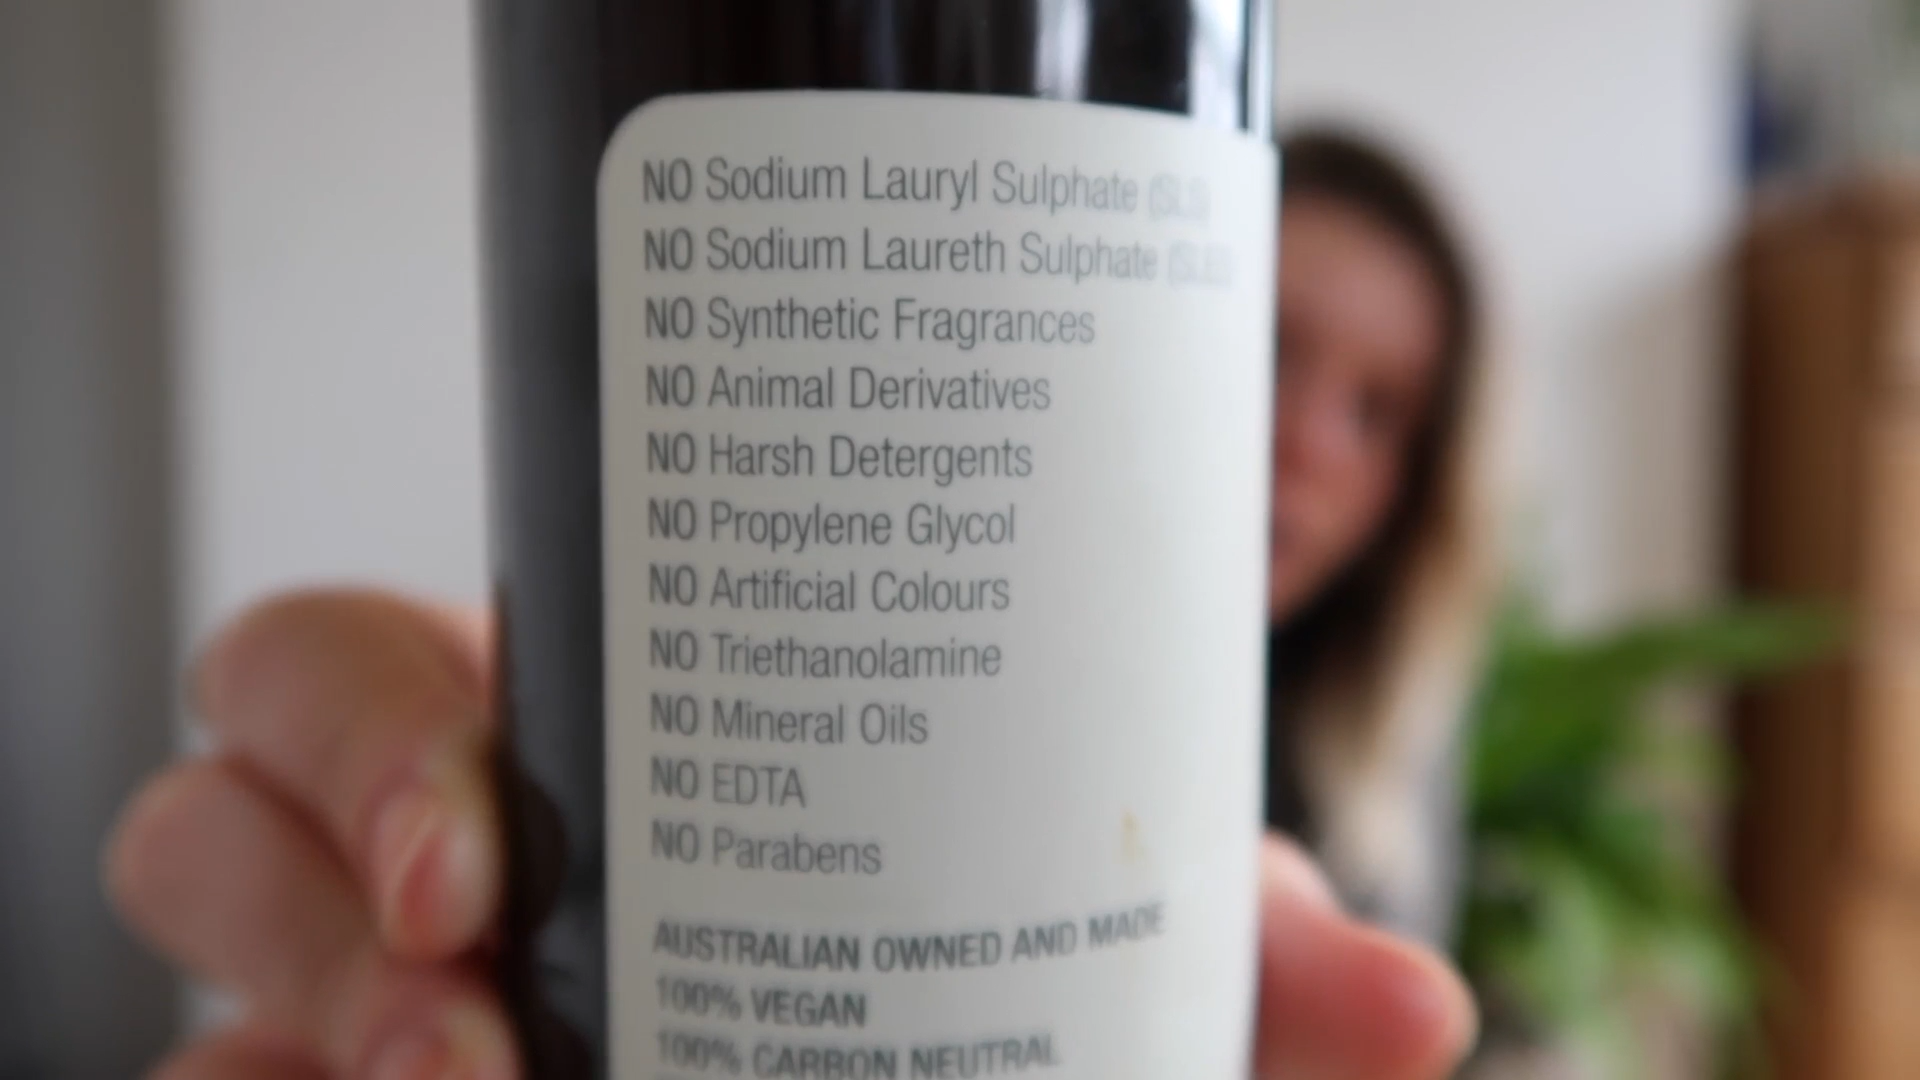 NO Sodium Lauryl Sulphate (SLS)
NO Sodium Laureth Sulphate
NO Synthetic Fragrances
NO Animal Derivatives
NO Harsh Detergents
NO Propylene Glycol
NO Artificial Colours
NO Triethanolamine
NO Mineral Oils
NO EDTA
NO Parabens
AUSTRALIAN OWNED AND MADE
100% VEGAN
100% CARBON NEUTRAL